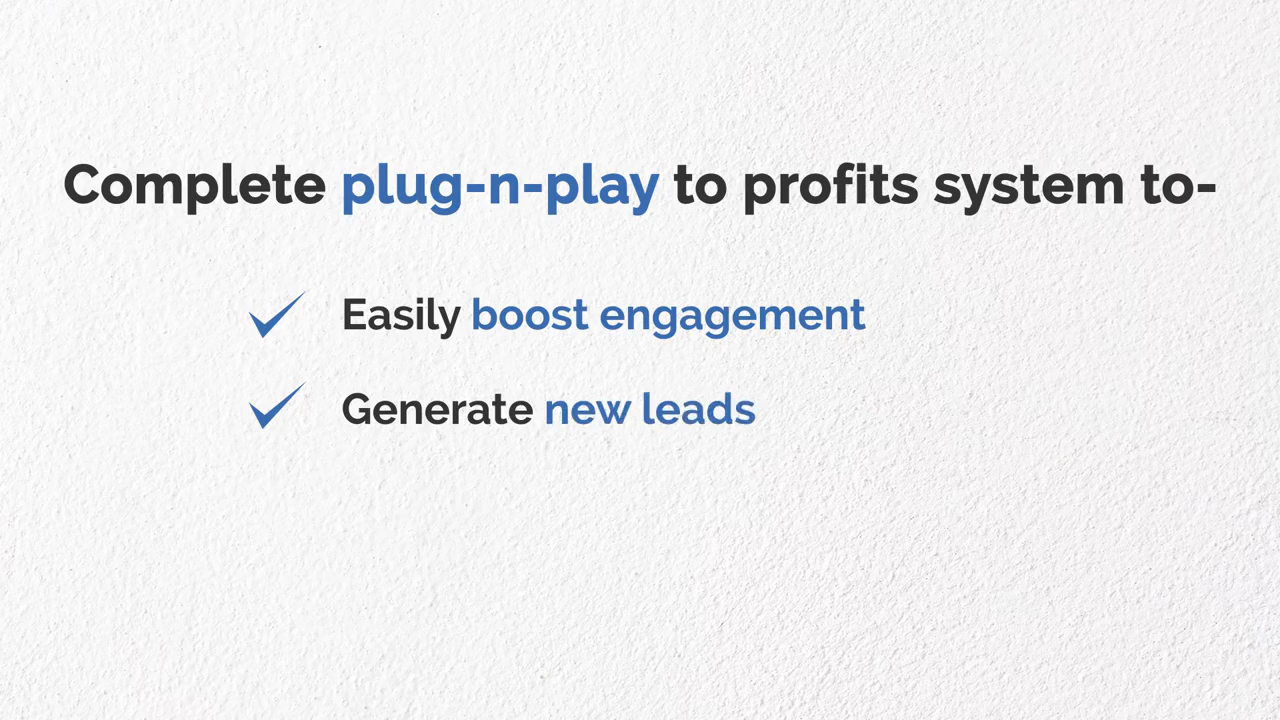 Complete plug-n-play to profits system to-
Easily boost engagement
Generate new leads